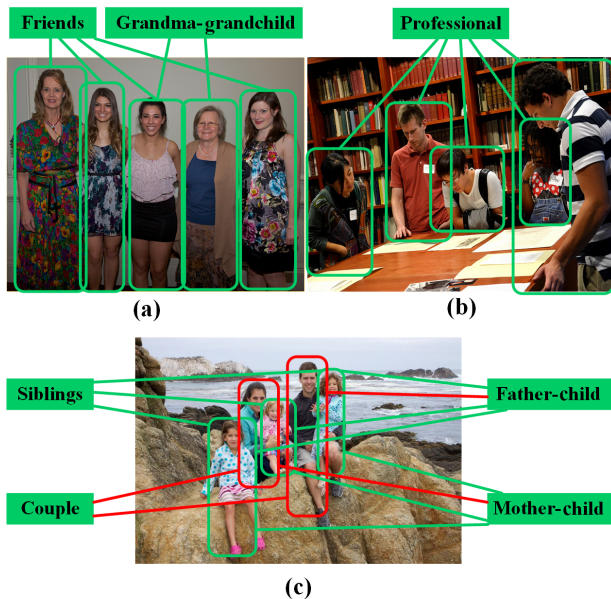 Friends
Grandma-grandchild
Professional
(a)
(b)
Siblings
Father-child
Couple
Mother-child
(c)